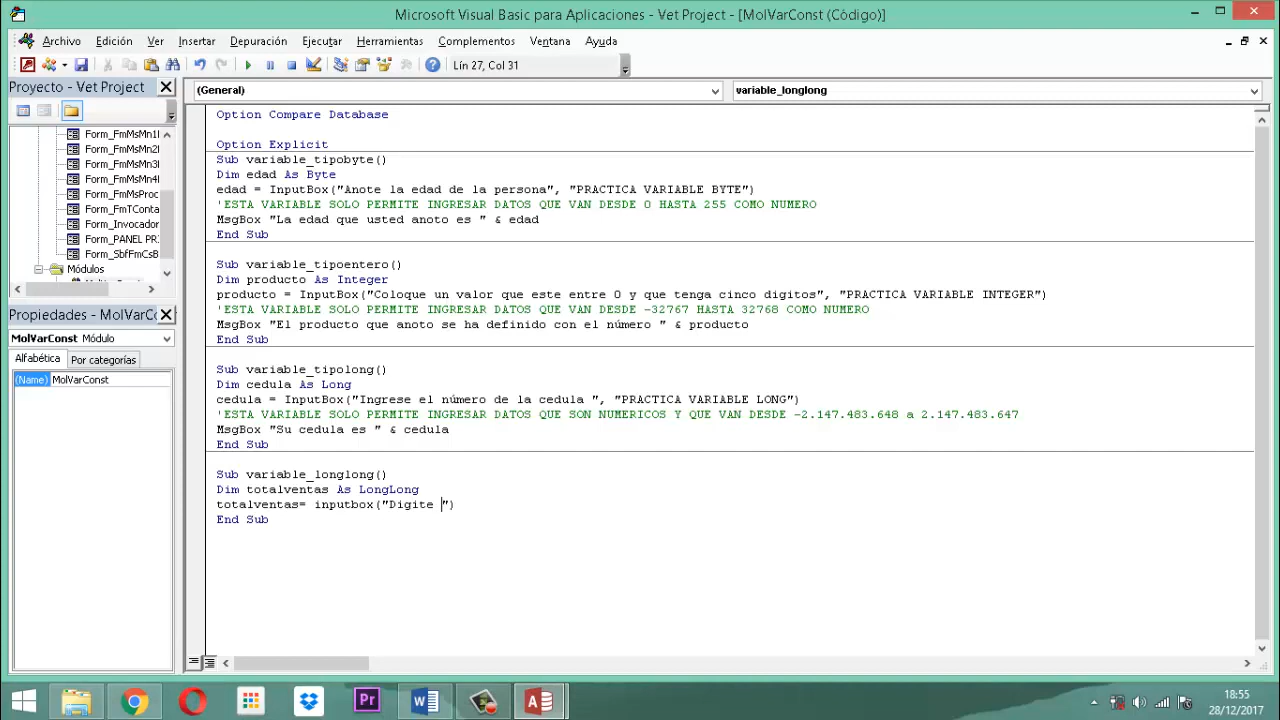 Microsoft Visual Basic para Aplicaciones - Vet Project - [MolVarConst (Código)]
Archivo Edición Ver Insertar Formato Depuración Ejecutar Herramientas Complementos Ventana Ayuda
Lín 27, Col 31
Proyecto - Vet Project
(General)
variable_longlong
Form_FmMsMn1
Form_FmMsMn2
Form_FmMsMn3
Form_FmMsMn4
Form_FmMsProc
Form_FmTConta
Form_Invocador
Form_PANEL PRI
Form_SbfFmCsB
Módulos
Propiedades - MolVarCo
MolVarConst Módulo
Alfabética Por categorías
(Name) MolVarConst
Option Compare Database
Option Explicit
Sub variable_tipobyte()
Dim edad As Byte
edad = InputBox("Anote la edad de la persona", "PRACTICA VARIABLE BYTE")
'ESTA VARIABLE SOLO PERMITE INGRESAR DATOS QUE VAN DESDE 0 HASTA 255 COMO NUMERO
MsgBox "La edad que usted anoto es " & edad
End Sub
Sub variable_tipoentero()
Dim producto As Integer
producto = InputBox("Coloque un valor que este entre 0 y que tenga cinco digitos", "PRACTICA VARIABLE INTEGER")
'ESTA VARIABLE SOLO PERMITE INGRESAR DATOS QUE VAN DESDE -32767 HASTA 32768 COMO NUMERO
MsgBox "El producto que anoto se ha definido con el número " & producto
End Sub
Sub variable_tipolong()
Dim cedula As Long
cedula = InputBox("Ingrese el número de la cedula ", "PRACTICA VARIABLE LONG")
'ESTA VARIABLE SOLO PERMITE INGRESAR DATOS QUE SON NUMERICOS Y QUE VAN DESDE -2.147.483.648 a 2.147.483.647
MsgBox "Su cedula es " & cedula
End Sub
Sub variable_longlong()
Dim totalventas As LongLong
totalventas= inputbox("Digite ")
End Sub
Pr
18:55
28/12/2017